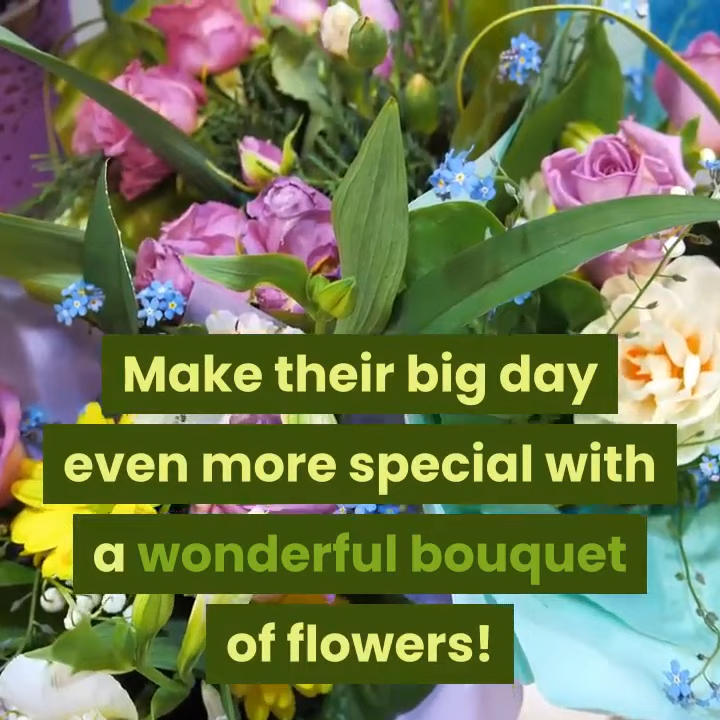 Make their big day
even more special with
a wonderful bouquet
of flowers!